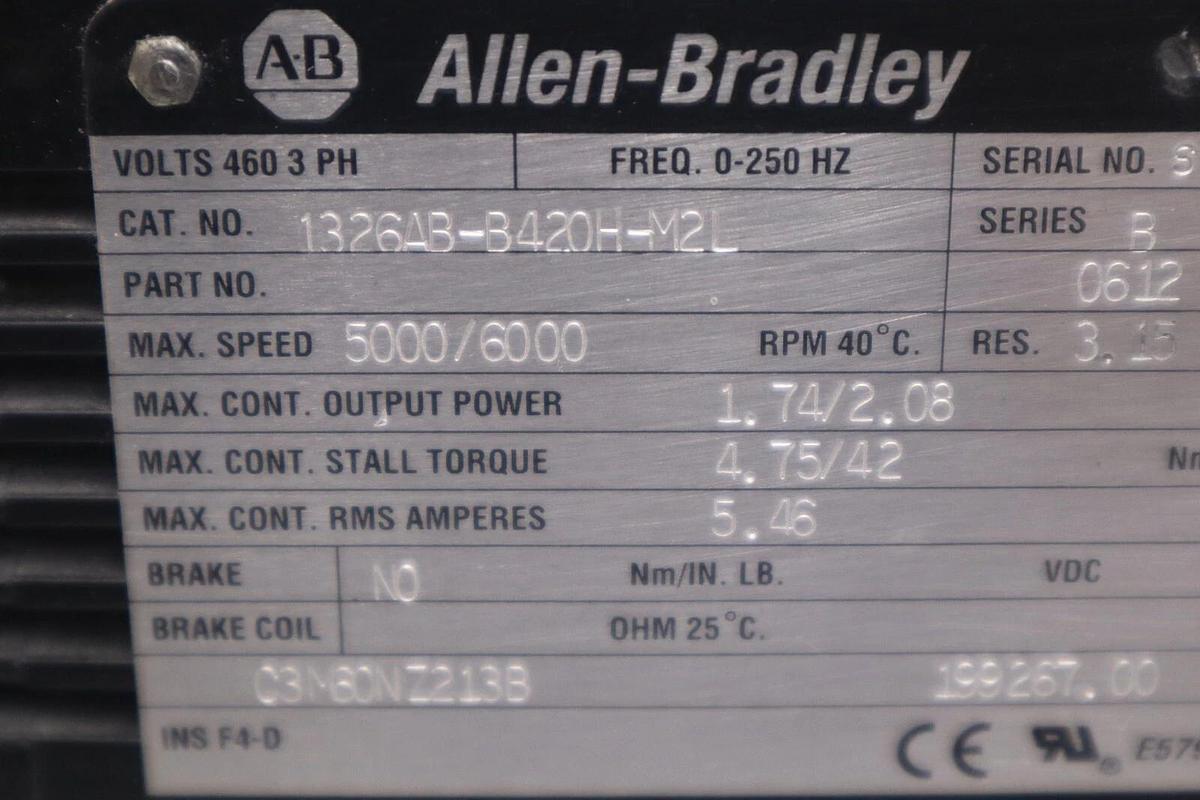 A-B Allen-Bradley
VOLTS 460 3 PH FREQ. 0-250 HZ SERIAL NO.
CAT. NO. 1326AB-B420H-M2L SERIES B
PART NO. 0612
MAX. SPEED 5000/6000 RPM 40°C. RES. 3.15
MAX. CONT. OUTPUT POWER 1.74/2.08
MAX. CONT. STALL TORQUE 4.75/42
MAX. CONT. RMS AMPERES 5.46
BRAKE NO Nm/IN. LB. VDC
BRAKE COIL OHM 25°C.
199267.00
INS F4-D CE